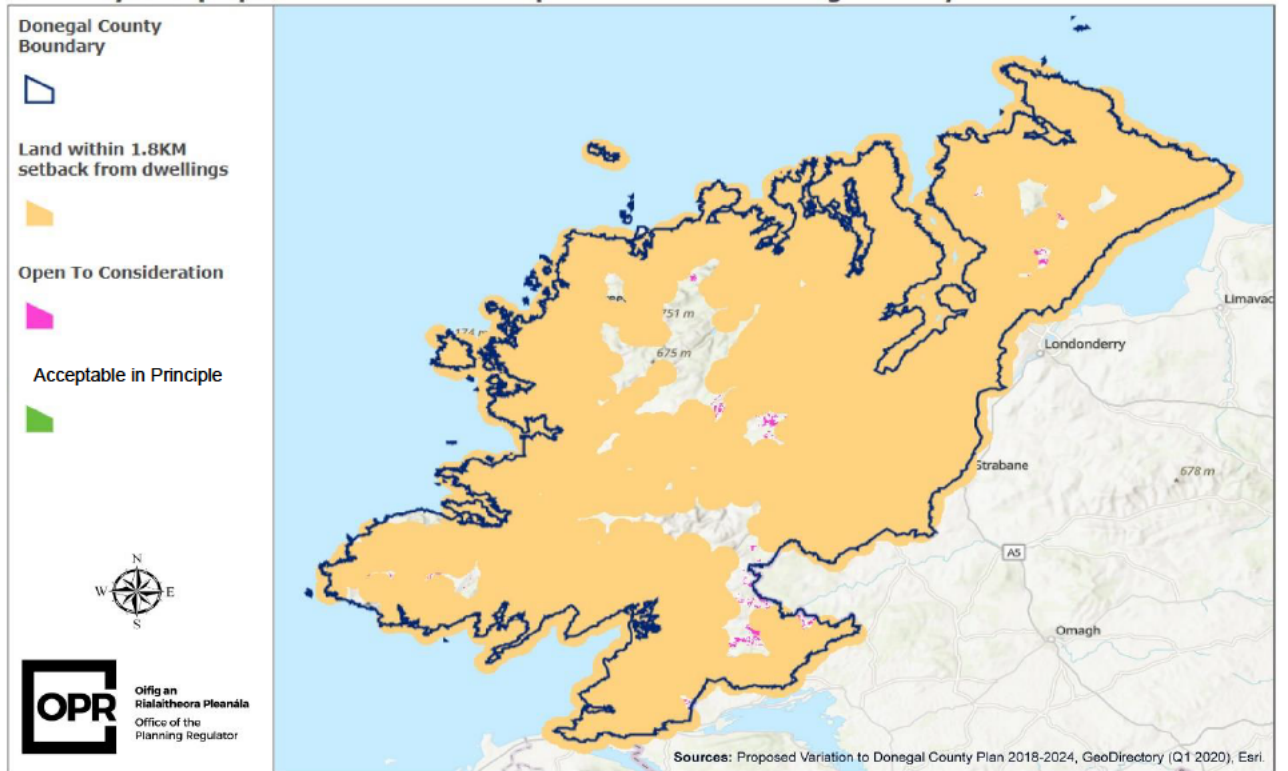 Donegal County
Boundary
Land within 1.8KM
setback from dwellings
Open To Consideration
Acceptable in Principle
N
W
E
S
OPR
Oifig an
Rialaitheora Pleanála
Office of the
Planning Regulator
751 m
174 m
675 m
Limavad
Londonderry
Strabane
678 m
A5
Omagh
Sources: Proposed Variation to Donegal County Plan 2018-2024, GeoDirectory (Q1 2020), Esri.